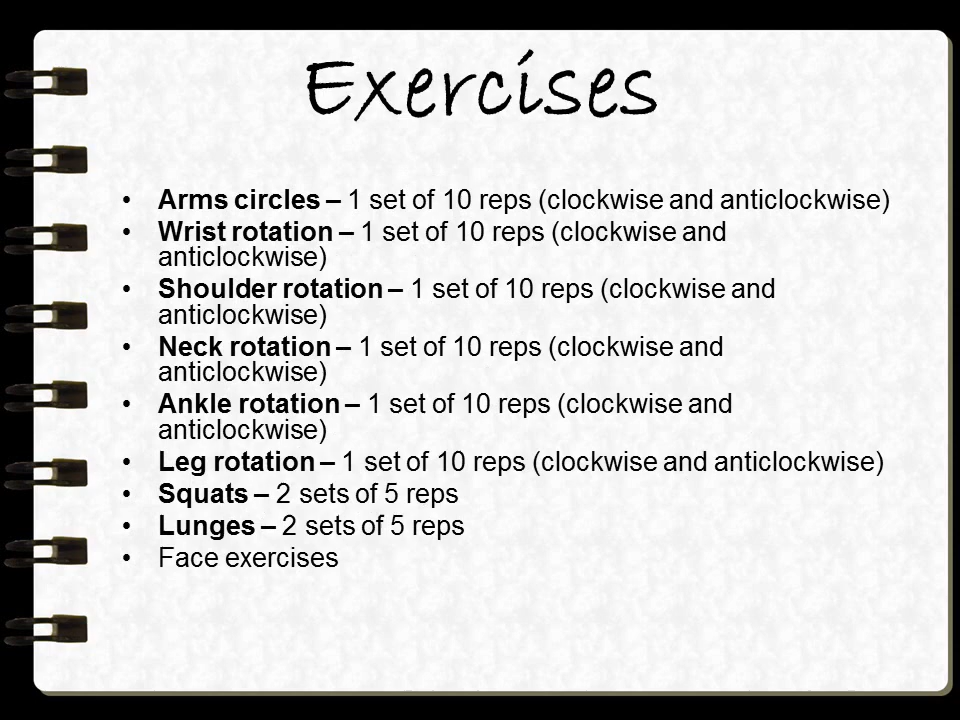 Exercises
• Arms circles – 1 set of 10 reps (clockwise and anticlockwise)
• Wrist rotation – 1 set of 10 reps (clockwise and
anticlockwise)
• Shoulder rotation – 1 set of 10 reps (clockwise and
anticlockwise)
• Neck rotation – 1 set of 10 reps (clockwise and
anticlockwise)
• Ankle rotation – 1 set of 10 reps (clockwise and
anticlockwise)
• Leg rotation – 1 set of 10 reps (clockwise and anticlockwise)
• Squats – 2 sets of 5 reps
• Lunges – 2 sets of 5 reps
• Face exercises